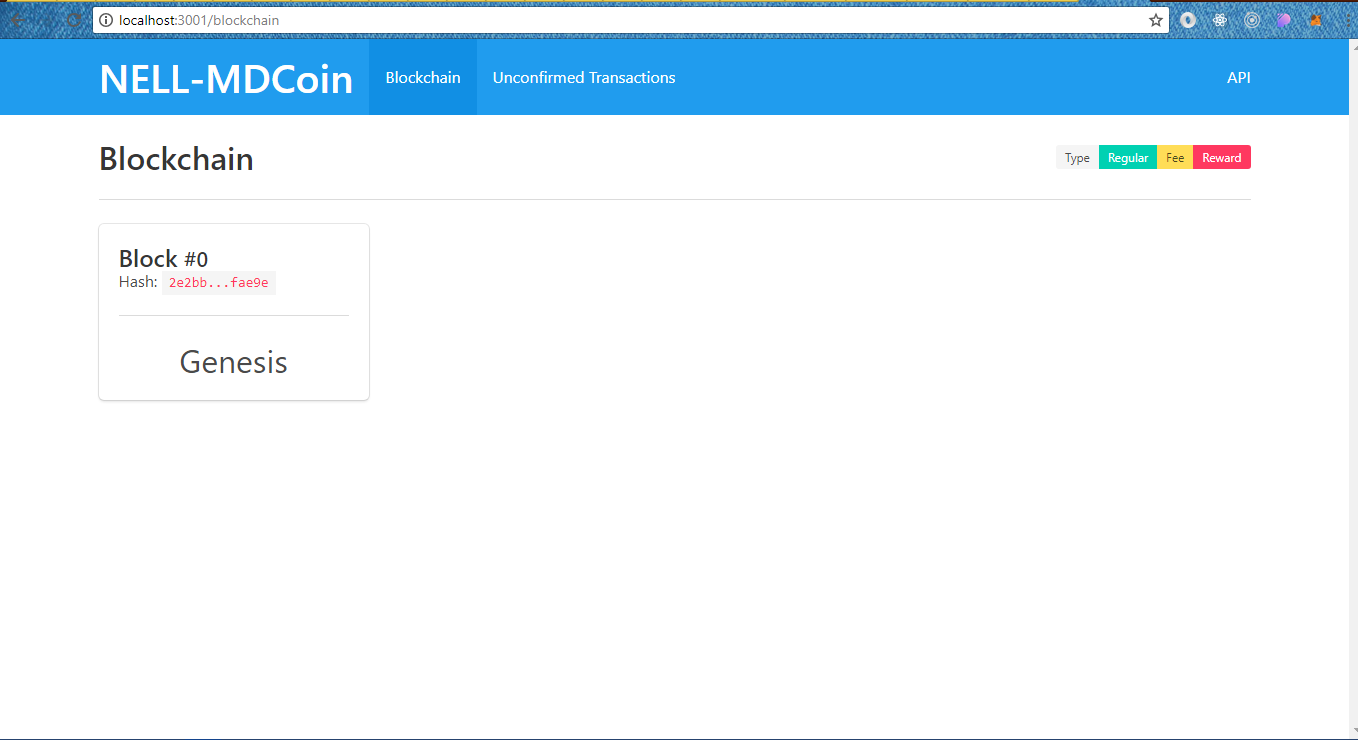 localhost:3001/blockchain
NELL-MDCoin Blockchain Unconfirmed Transactions API
Blockchain Type Regular Fee Reward
Block #0
Hash: 2e2bb...fae9e
Genesis